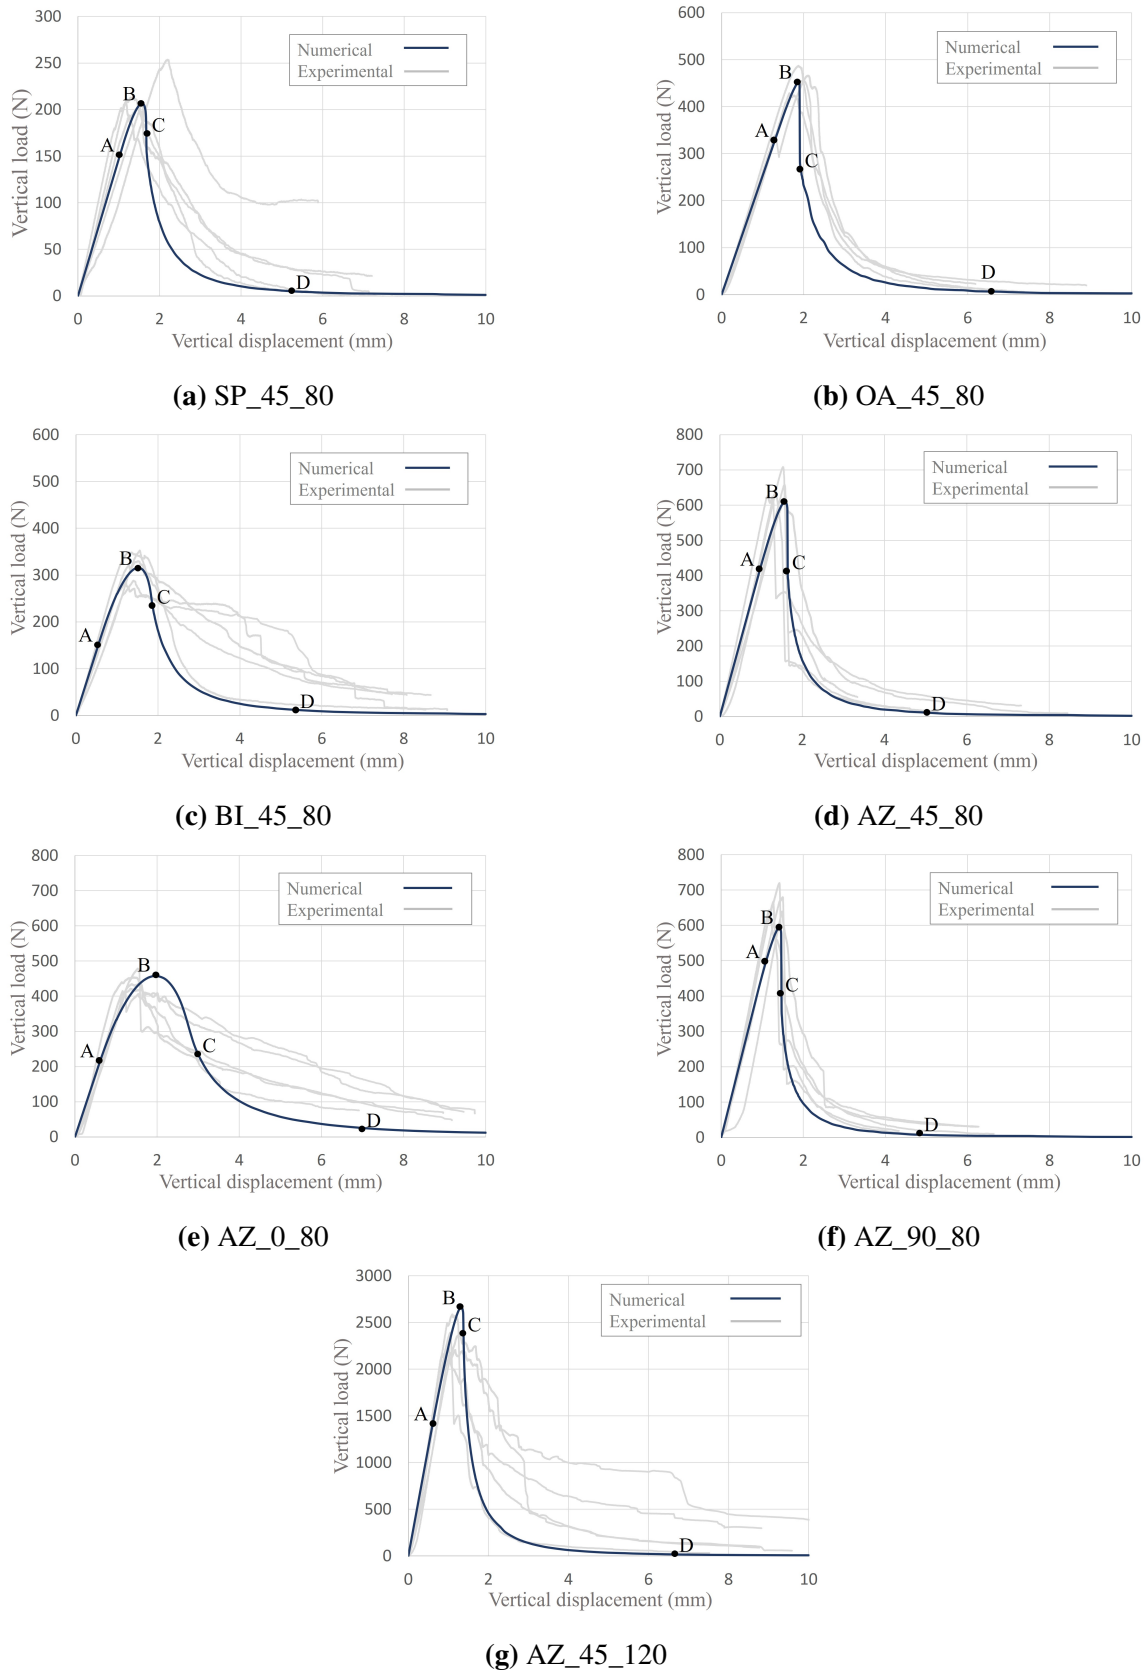 300
250
200
150
100
50
0
Vertical load (N)
Numerical
Experimental
A
B
C
D
0 2 4 6 8 10
Vertical displacement (mm)
(a) SP_45_80
600
500
400
300
200
100
0
Vertical load (N)
Numerical
Experimental
A
B
C
D
0 2 4 6 8 10
Vertical displacement (mm)
(b) OA_45_80
600
500
400
300
200
100
0
Vertical load (N)
Numerical
Experimental
A
B
C
D
0 2 4 6 8 10
Vertical displacement (mm)
(c) BI_45_80
800
700
600
500
400
300
200
100
0
Vertical load (N)
Numerical
Experimental
A
B
C
D
0 2 4 6 8 10
Vertical displacement (mm)
(d) AZ_45_80
800
700
600
500
400
300
200
100
0
Vertical load (N)
Numerical
Experimental
A
B
C
D
0 2 4 6 8 10
Vertical displacement (mm)
(e) AZ_0_80
800
700
600
500
400
300
200
100
0
Vertical load (N)
Numerical
Experimental
A
B
C
D
0 2 4 6 8 10
Vertical displacement (mm)
(f) AZ_90_80
3000
2500
2000
1500
1000
500
0
Vertical load (N)
Numerical
Experimental
A
B
C
D
0 2 4 6 8 10
Vertical displacement (mm)
(g) AZ_45_120